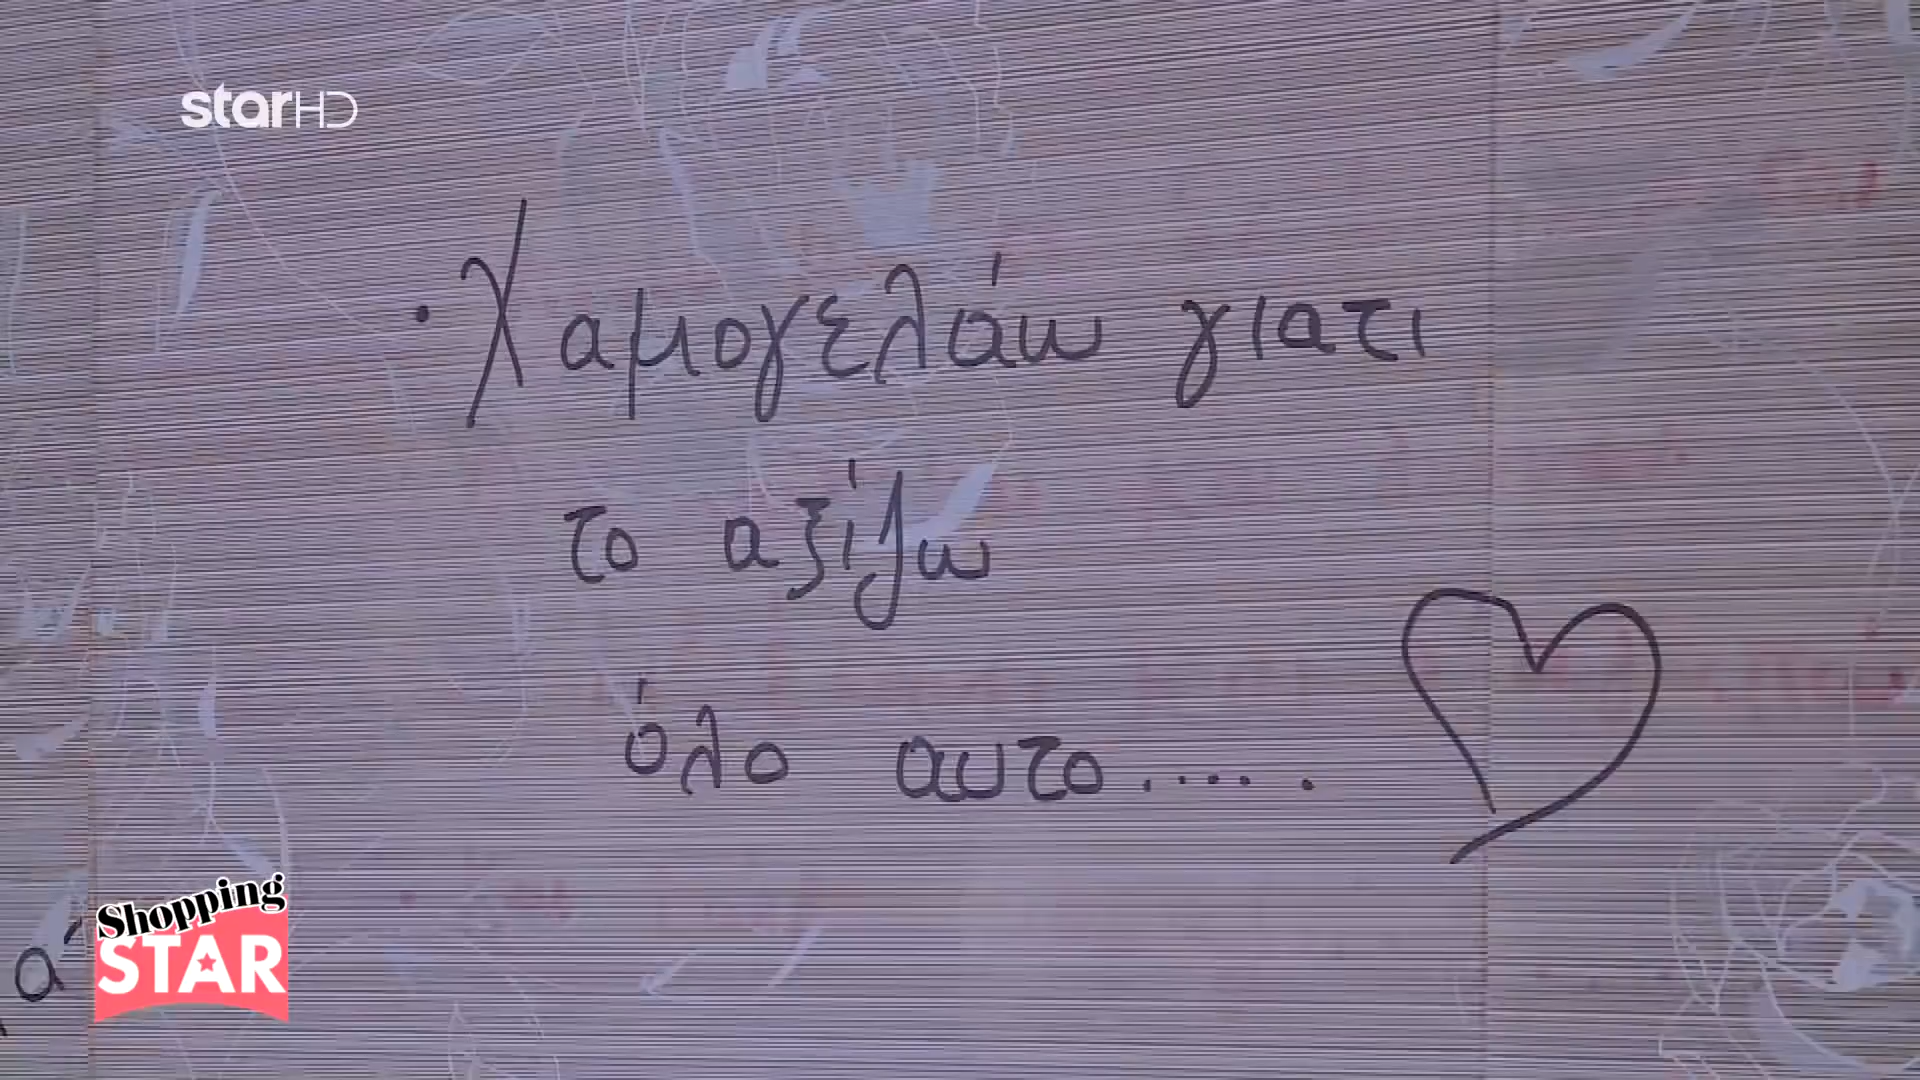 starHD
• Χαμογελάω γιατι
το αξίζω
όλο αυτο.....
α
Shopping
STAR